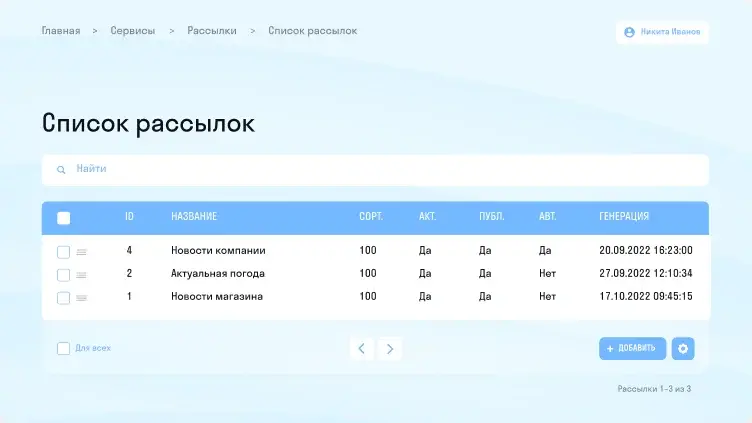 Главная > Сервисы > Рассылки > Список рассылок
Никита Иванов
Список рассылок
Найти
ID НАЗВАНИЕ СОРТ. АКТ. ПУБЛ. АВТ. ГЕНЕРАЦИЯ
4 Новости компании 100 Да Да Да 20.09.2022 16:23:00
2 Актуальная погода 100 Да Да Нет 27.09.2022 12:10:34
1 Новости магазина 100 Да Да Нет 17.10.2022 09:45:15
Для всех
+ ДОБАВИТЬ
Рассылки 1-3 из 3